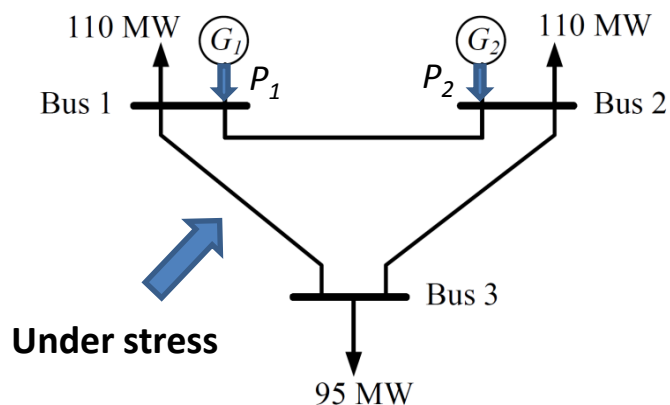 110 MW
G1
G2
110 MW
P1
P2
Bus 1
Bus 2
Bus 3
Under stress
95 MW